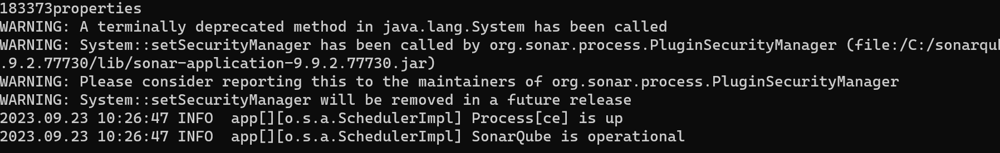 183373properties
WARNING: A terminally deprecated method in java.lang.System has been called
WARNING: System::setSecurityManager has been called by org.sonar.process.PluginSecurityManager (file:/C:/sonarqub
.9.2.77730/lib/sonar-application-9.9.2.77730.jar)
WARNING: Please consider reporting this to the maintainers of org.sonar.process.PluginSecurityManager
WARNING: System::setSecurityManager will be removed in a future release
2023.09.23 10:26:47 INFO  app[][o.s.a.SchedulerImpl] Process[ce] is up
2023.09.23 10:26:47 INFO  app[][o.s.a.SchedulerImpl] SonarQube is operational